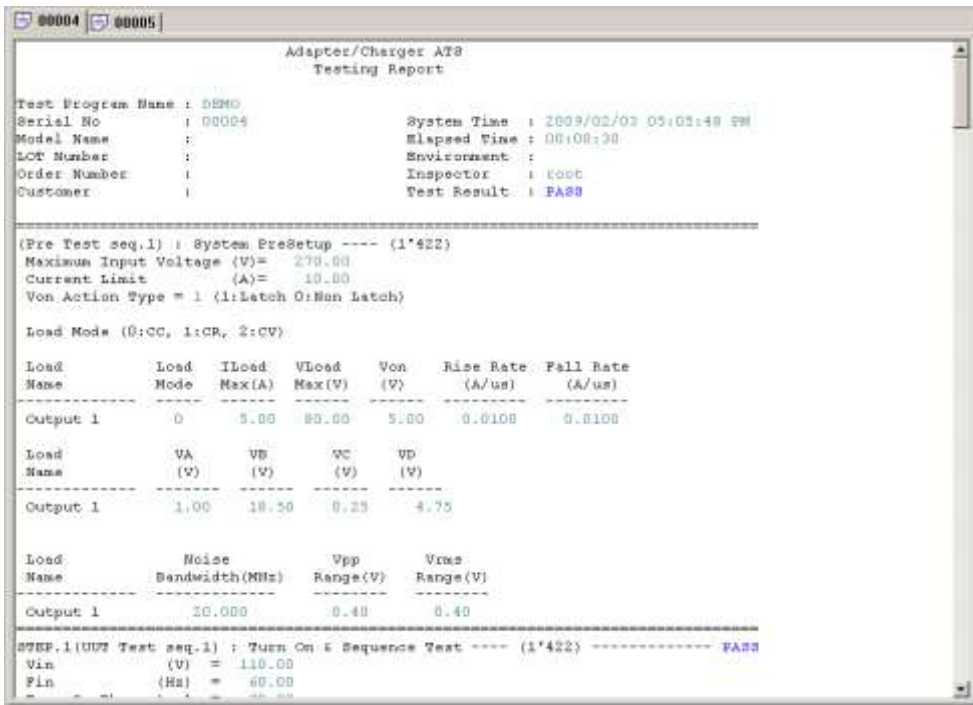 00004 00005
Adapter/Charger ATS
Testing Report
Test Program Name : DEMO
Serial No : 00004 System Time : 2009/02/03 05:05:48 PM
Model Name : Elapsed Time : 00:00:30
LOT Number : Environment :
Order Number : Inspector : root
Customer : Test Result : PASS
(Pre Test seq.1) : System PreSetup ---- (1*422)
Maximum Input Voltage (V)= 270.00
Current Limit (A)= 10.00
Von Action Type = 1 (1:Latch 0:Non Latch)
Load Mode (0:CC, 1:CR, 2:CV)
Load Load ILoad VLoad Von Rise Rate Fall Rate
Name Mode Max(A) Max(V) (V) (A/us) (A/us)
Output 1 0 5.00 80.00 5.00 0.0100 0.0100
Load VA VB VC VD
Name (V) (V) (V) (V)
Output 1 1.00 18.50 0.25 4.75
Load Noise Vpp Vrms
Name Bandwidth(MHz) Range(V) Range(V)
Output 1 20.000 0.40 0.40
STEP.1(UUT Test seq.1) : Turn On & Sequence Test ---- (1*422) ------------- PASS
Vin (V) = 110.00
Fin (Hz) = 60.00